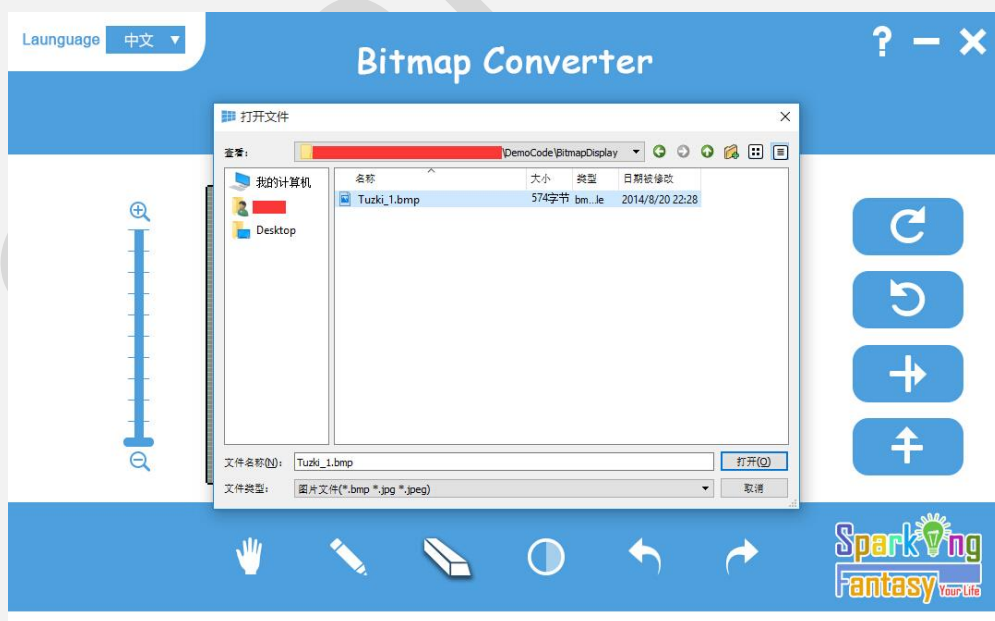 Launguage 中文
Bitmap Converter
? − ×
打开文件
查看: \DemoCode\BitmapDisplay
我的计算机
Desktop
名称 大小 类型 日期被修改
Tuzki_1.bmp 574字节 bm...le 2014/8/20 22:28
文件名称(N): Tuzki_1.bmp 打开(O)
文件类型: 图片文件(*.bmp *.jpg *.jpeg) 取消
Spark ng
Fantasy Your Life